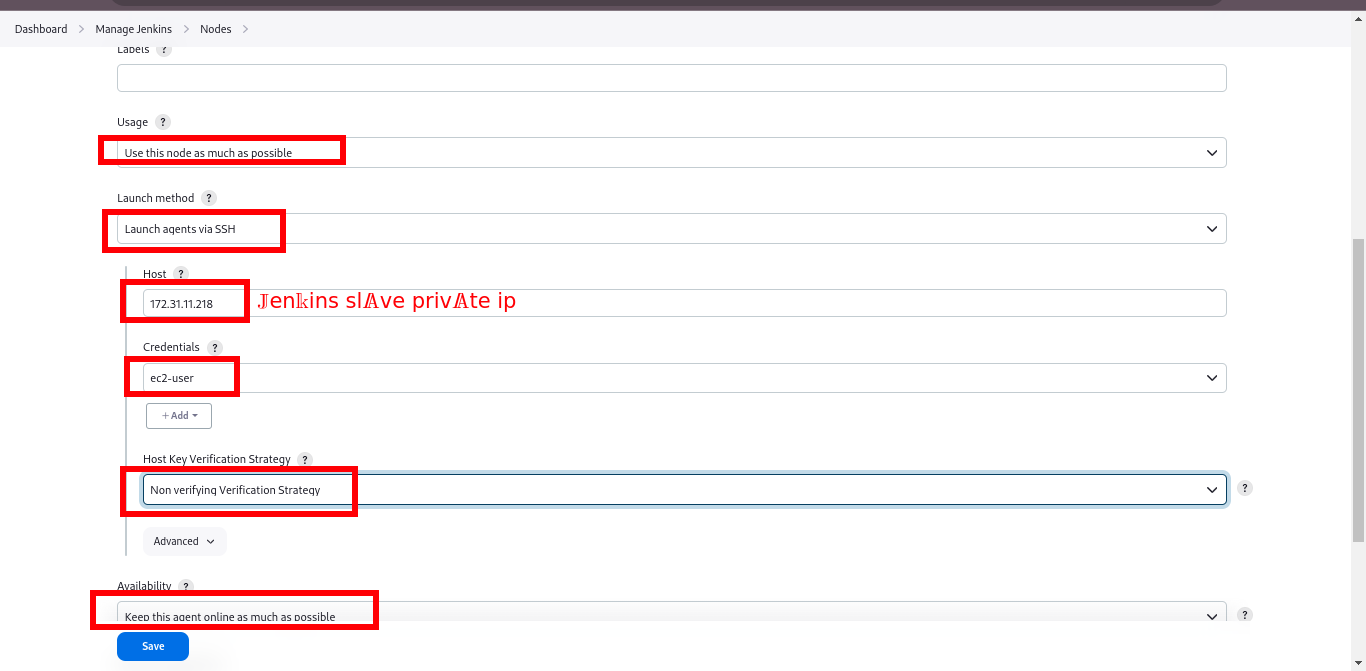 Dashboard > Manage Jenkins > Nodes >
Labels ?
Usage ?
Use this node as much as possible
Launch method ?
Launch agents via SSH
Host ?
172.31.11.218 𝕁en𝕜ins sl𝔸ve priv𝔸te ip
Credentials ?
ec2-user
+ Add
Host Key Verification Strategy ?
Non verifying Verification Strategy ?
Advanced
Availability ?
Keep this agent online as much as possible ?
Save